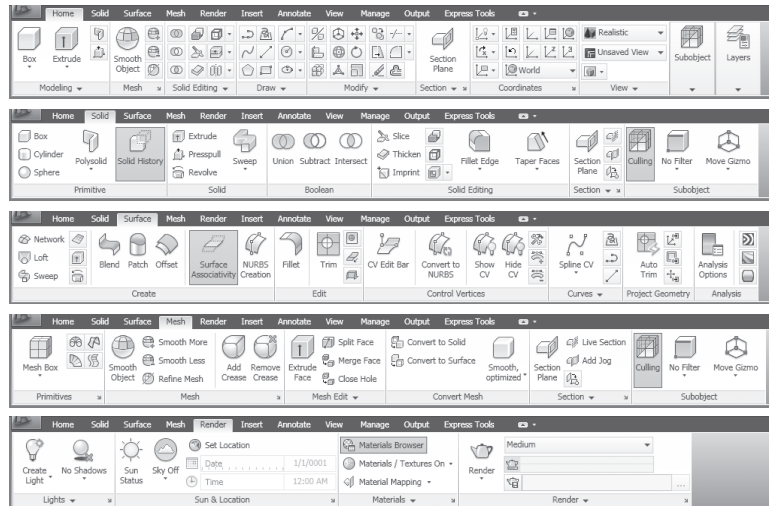 Home Solid Surface Mesh Render Insert Annotate View Manage Output Express Tools
Box Extrude Smooth Object Section Plane World Realistic Unsaved View Subobject Layers
Modeling Mesh Solid Editing Draw Modify Section Coordinates View
Home Solid Surface Mesh Render Insert Annotate View Manage Output Express Tools
Box Extrude Slice
Cylinder Polysolid Solid History Presspull Sweep Union Subtract Intersect Thicken Fillet Edge Taper Faces Section Plane Culling No Filter Move Gizmo
Sphere Revolve Imprint
Primitive Solid Boolean Solid Editing Section Subobject
Home Solid Surface Mesh Render Insert Annotate View Manage Output Express Tools
Network
Loft Blend Patch Offset Surface Associativity NURBS Creation Fillet Trim CV Edit Bar Convert to NURBS Show CV Hide CV Spline CV Auto Trim Analysis Options
Sweep
Create Edit Control Vertices Curves Project Geometry Analysis
Home Solid Surface Mesh Render Insert Annotate View Manage Output Express Tools
Smooth More Split Face Convert to Solid Live Section
Mesh Box Smooth Object Smooth Less Add Crease Remove Crease Extrude Face Merge Face Convert to Surface Smooth, optimized Section Plane Add Jog Culling No Filter Move Gizmo
Refine Mesh Close Hole
Primitives Mesh Mesh Edit Convert Mesh Section Subobject
Home Solid Surface Mesh Render Insert Annotate View Manage Output Express Tools
Set Location Materials Browser Medium
Create Light No Shadows Sun Status Sky Off Date 1/1/0001 Materials / Textures On Render
Time 12:00 AM Material Mapping ...
Lights Sun & Location Materials Render